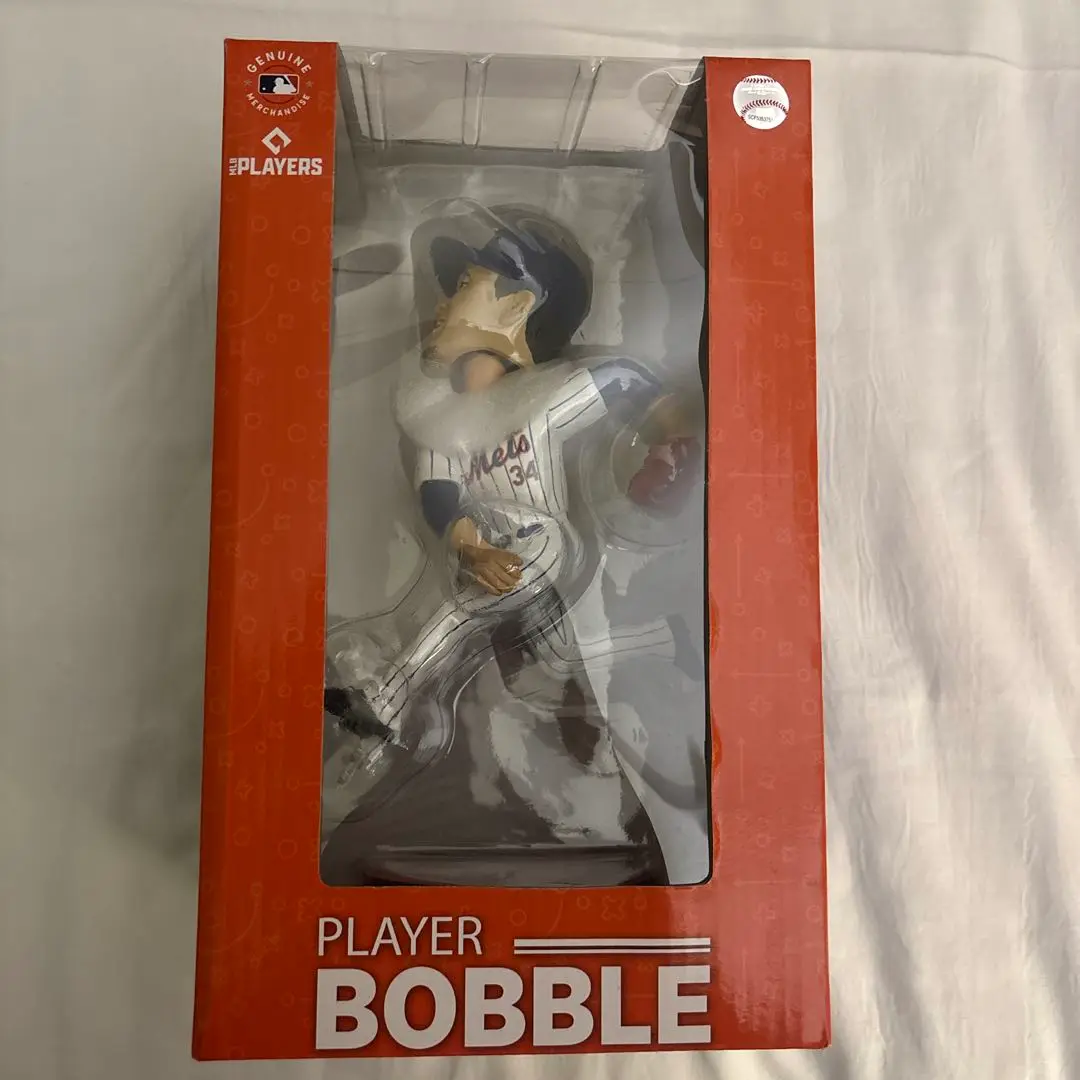 GENUINE
MERCHANDISE
MLB PLAYERS
Mets
34
PLAYER
BOBBLE